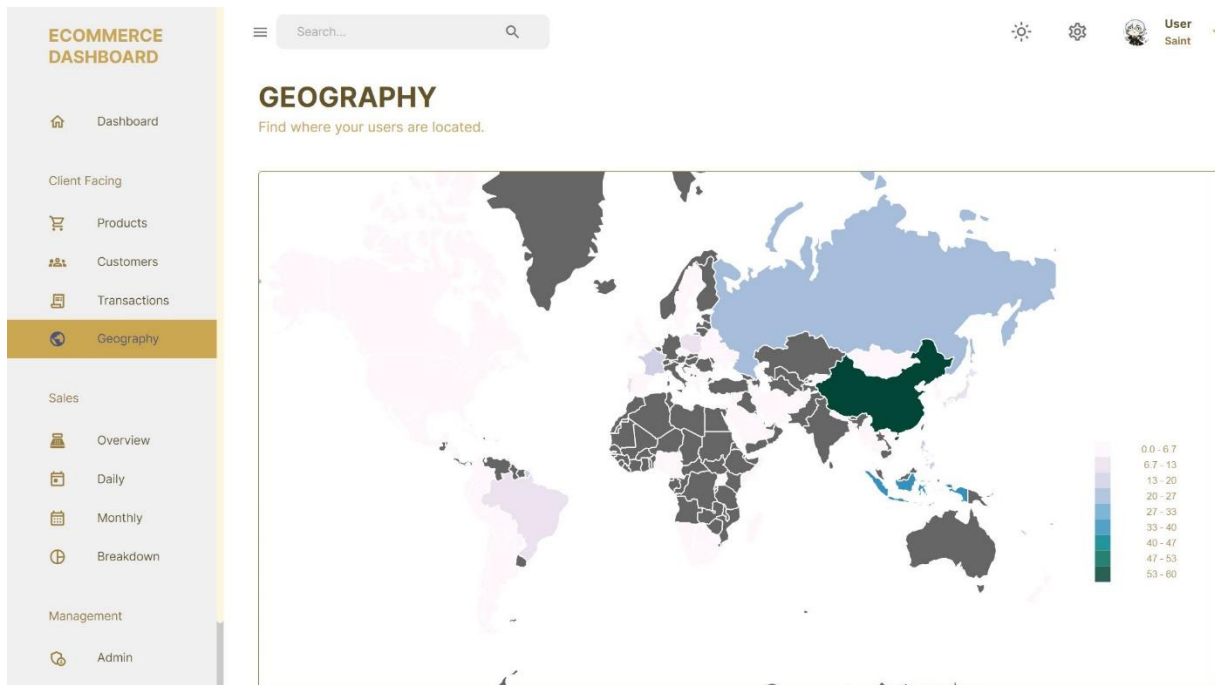 ECOMMERCE
DASHBOARD
Search...
User
Saint
GEOGRAPHY
Find where your users are located.
Dashboard
Client Facing
Products
Customers
Transactions
Geography
Sales
Overview
Daily
Monthly
Breakdown
Management
Admin
0.0 - 6.7
6.7 - 13
13 - 20
20 - 27
27 - 33
33 - 40
40 - 47
47 - 53
53 - 60